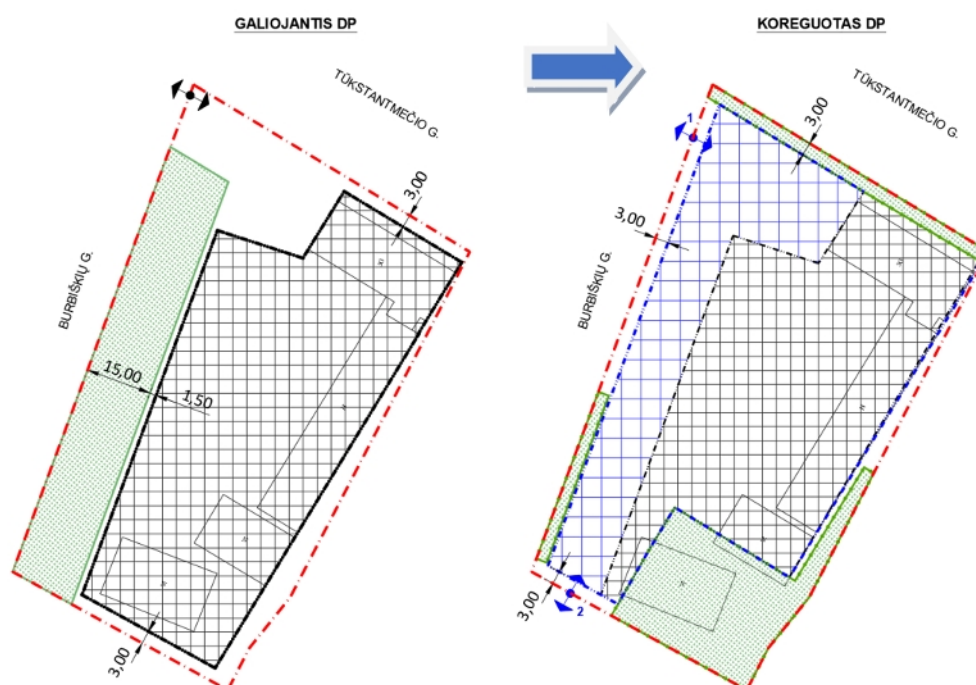 GALIOJANTIS DP
TŪKSTANTMEČIO G.
3,00
BURBIŠKIŲ G.
15,00
1,50
3,00
KOREGUOTAS DP
TŪKSTANTMEČIO G.
1
3,00
3,00
BURBIŠKIŲ G.
3,00
2